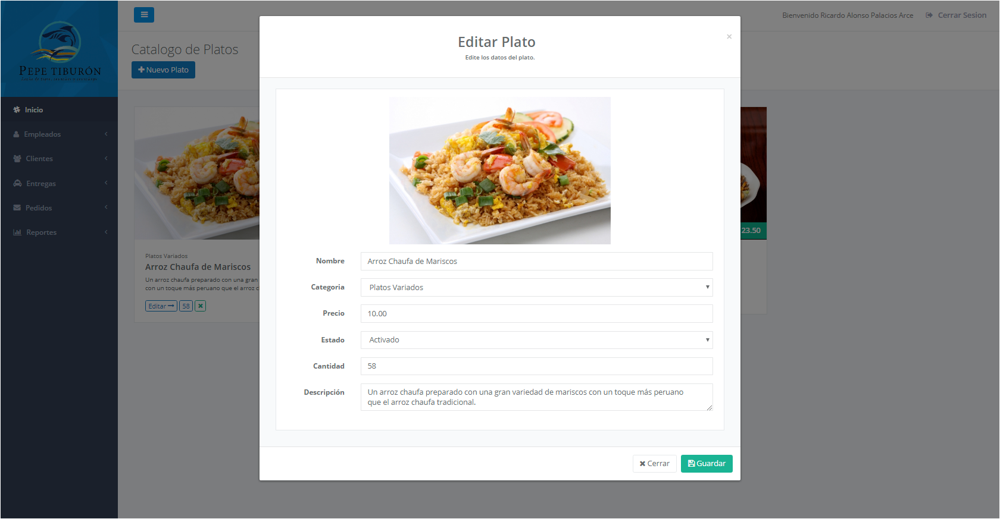 PEPE TIBURÓN
Bienvenido Ricardo Alonso Palacios Arce
Cerrar Sesion
Catalogo de Platos
Nuevo Plato
Inicio
Empleados
Clientes
Entregas
Pedidos
Reportes
Platos Variados
Arroz Chaufa de Mariscos
Un arroz chaufa preparado con una gran
con un toque más peruano que el arroz c
Editar
58
23.50
Editar Plato
Edite los datos del plato.
×
Nombre
Arroz Chaufa de Mariscos
Categoria
Platos Variados
Precio
10.00
Estado
Activado
Cantidad
58
Descripción
Un arroz chaufa preparado con una gran variedad de mariscos con un toque más peruano
que el arroz chaufa tradicional.
Cerrar
Guardar